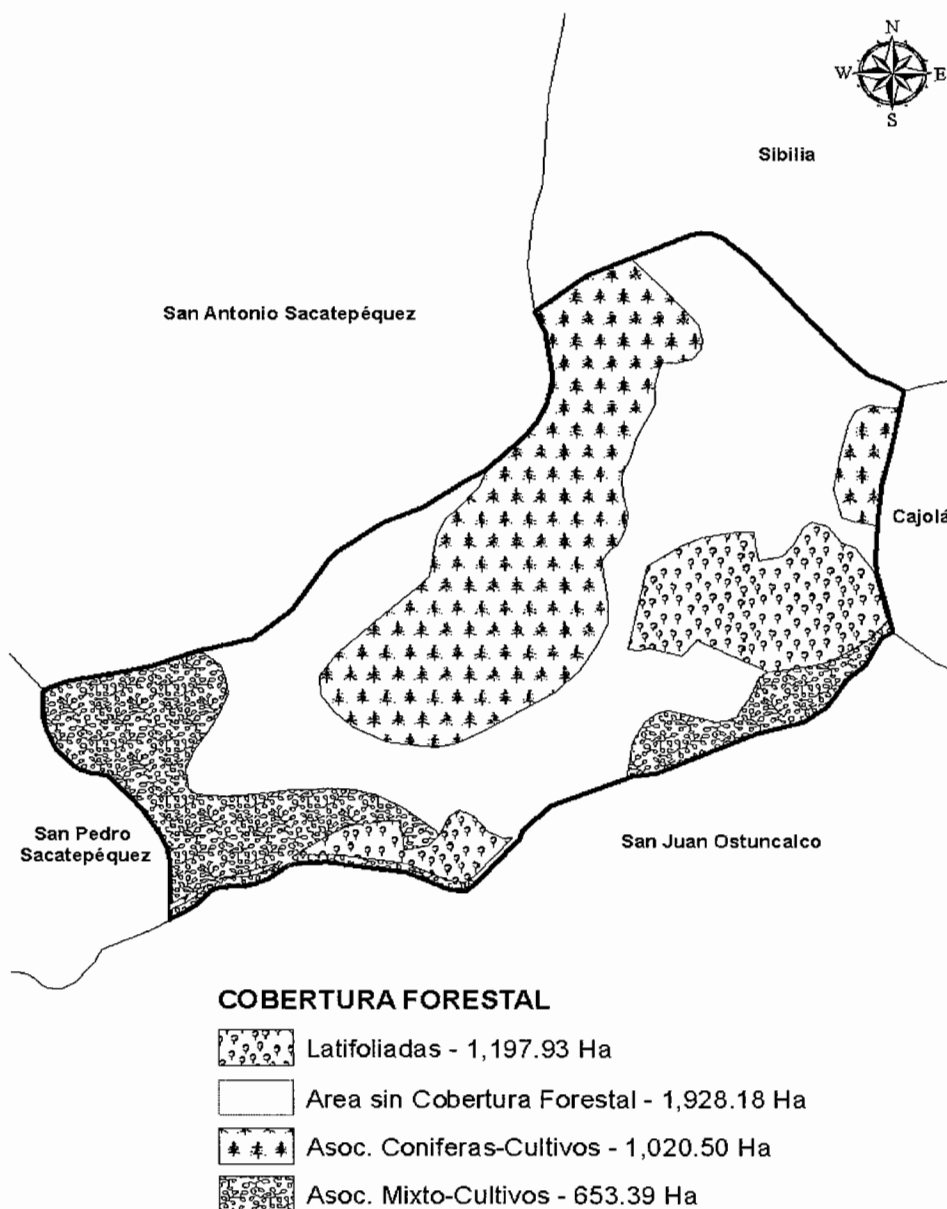 N
W E
S
Sibilia
San Antonio Sacatepéquez
Cajolá
San Pedro
Sacatepéquez
San Juan Ostuncalco
COBERTURA FORESTAL
Latifoliadas - 1,197.93 Ha
Area sin Cobertura Forestal - 1,928.18 Ha
Asoc. Coniferas-Cultivos - 1,020.50 Ha
Asoc. Mixto-Cultivos - 653.39 Ha